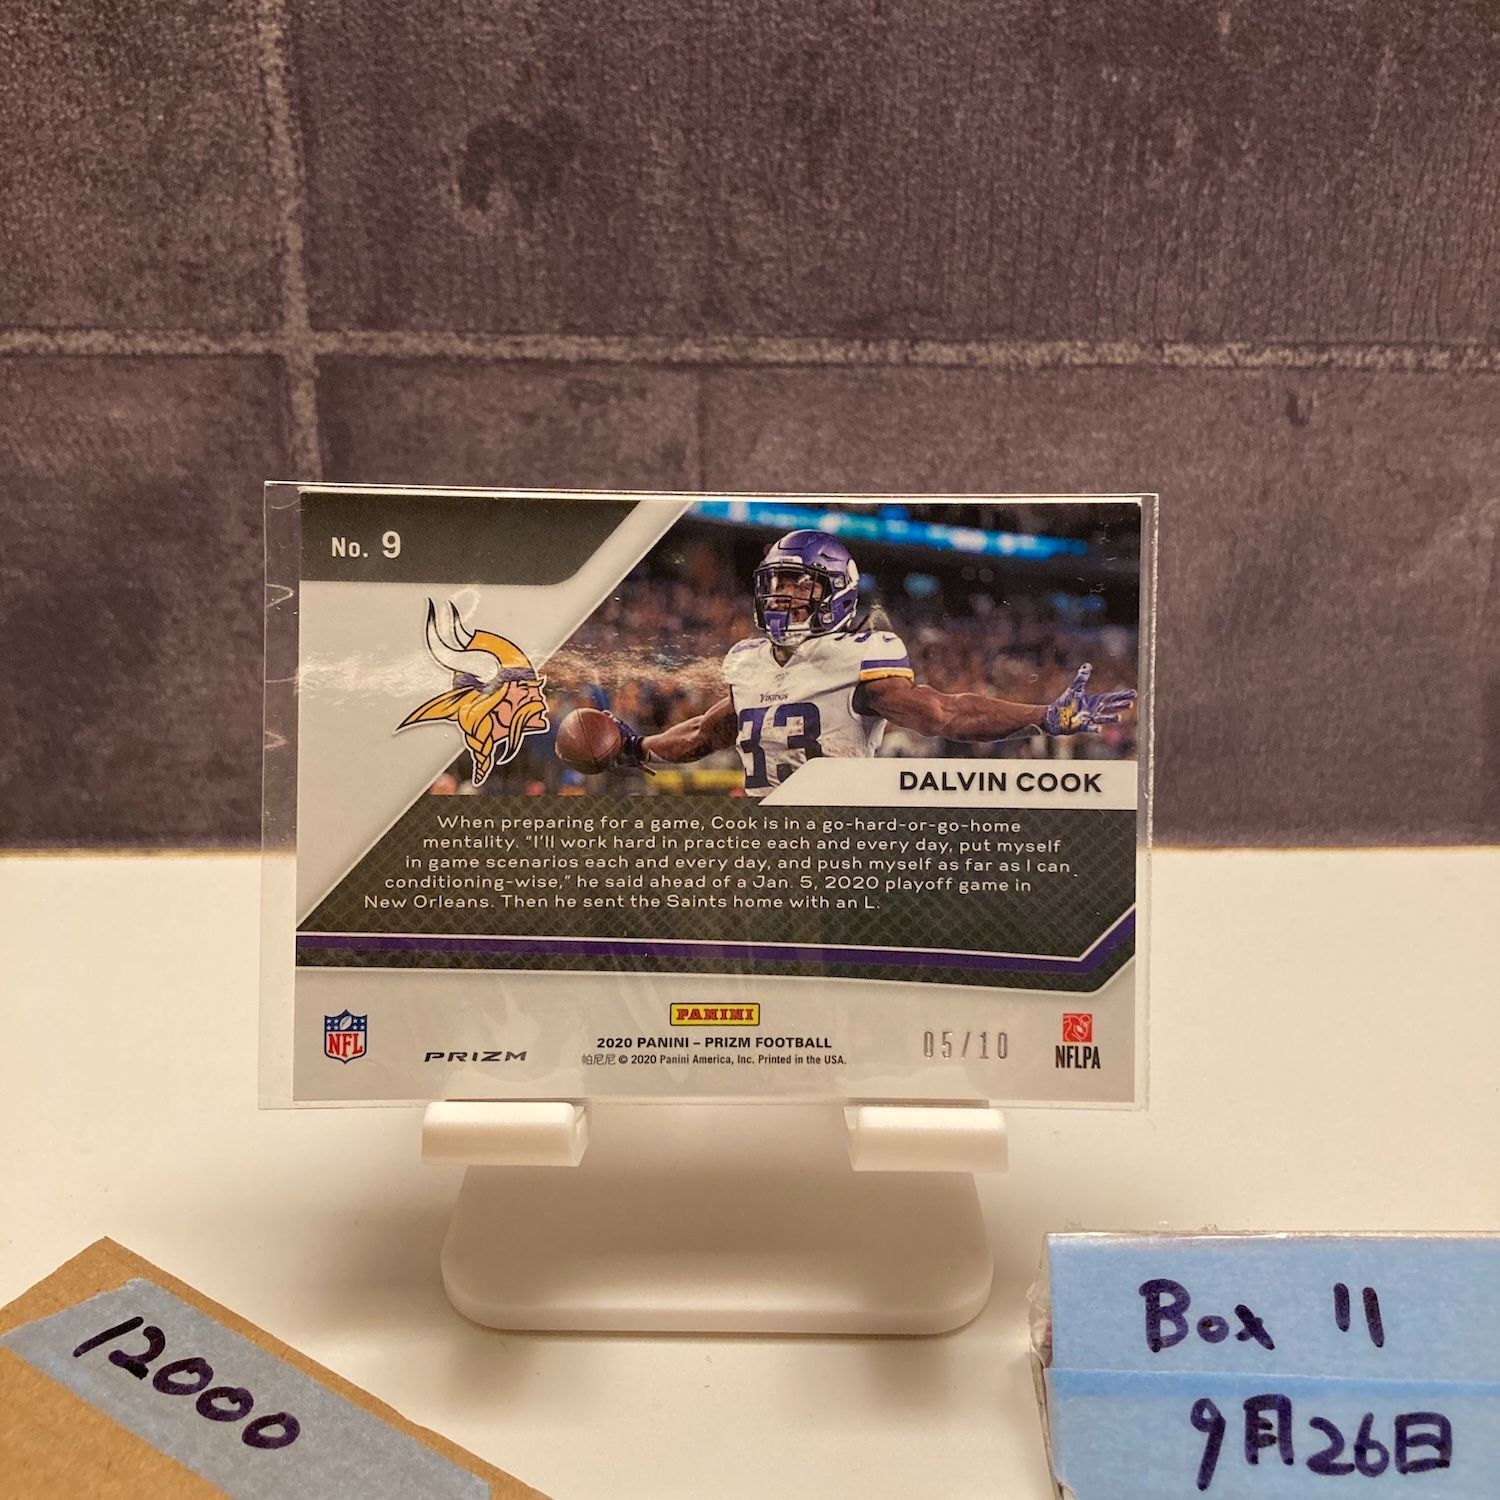 No. 9
Vikings
33
DALVIN COOK
When preparing for a game, Cook is in a go-hard-or-go-home
mentality. "I'll work hard in practice each and every day, put myself
in game scenarios each and every day, and push myself as far as I can
conditioning-wise," he said ahead of a Jan. 5, 2020 playoff game in
New Orleans. Then he sent the Saints home with an L.
NFL
PRIZM
PANINI
2020 PANINI – PRIZM FOOTBALL
帕尼尼 © 2020 Panini America, Inc. Printed in the USA.
05/10
NFLPA
12000
Box 11
9月26日